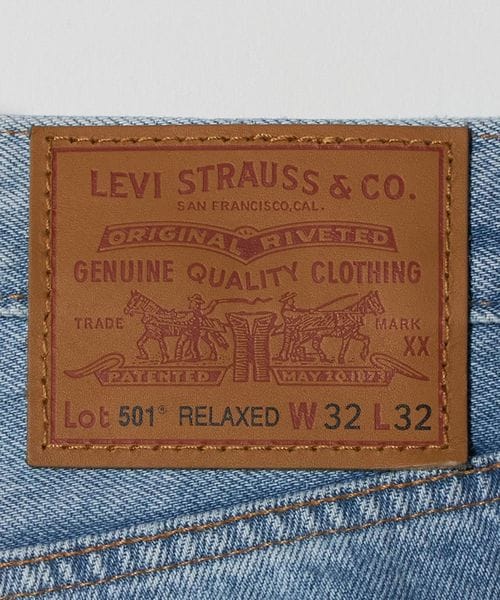 LEVI STRAUSS & CO.
SAN FRANCISCO, CAL.
ORIGINAL RIVETED
GENUINE QUALITY CLOTHING
TRADE MARK
XX
PATENTED MAY 20, 1873
Lot 501® RELAXED W 32 L 32